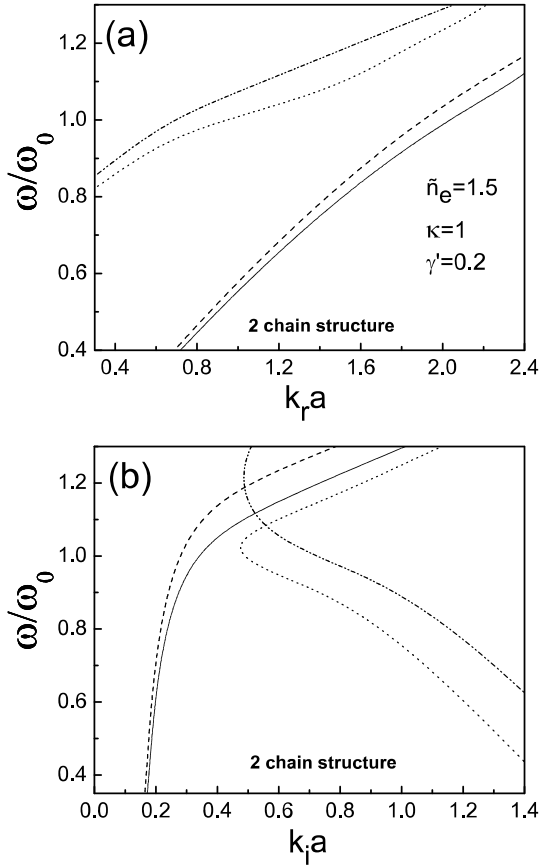 (a)
1.2
1.0
0.8
0.6
0.4
ω/ω₀
ñₑ=1.5
κ=1
γ'=0.2
2 chain structure
0.4 0.8 1.2 1.6 2.0 2.4
kᵣa
(b)
1.2
1.0
0.8
0.6
0.4
ω/ω₀
2 chain structure
0.0 0.2 0.4 0.6 0.8 1.0 1.2 1.4
kᵢa